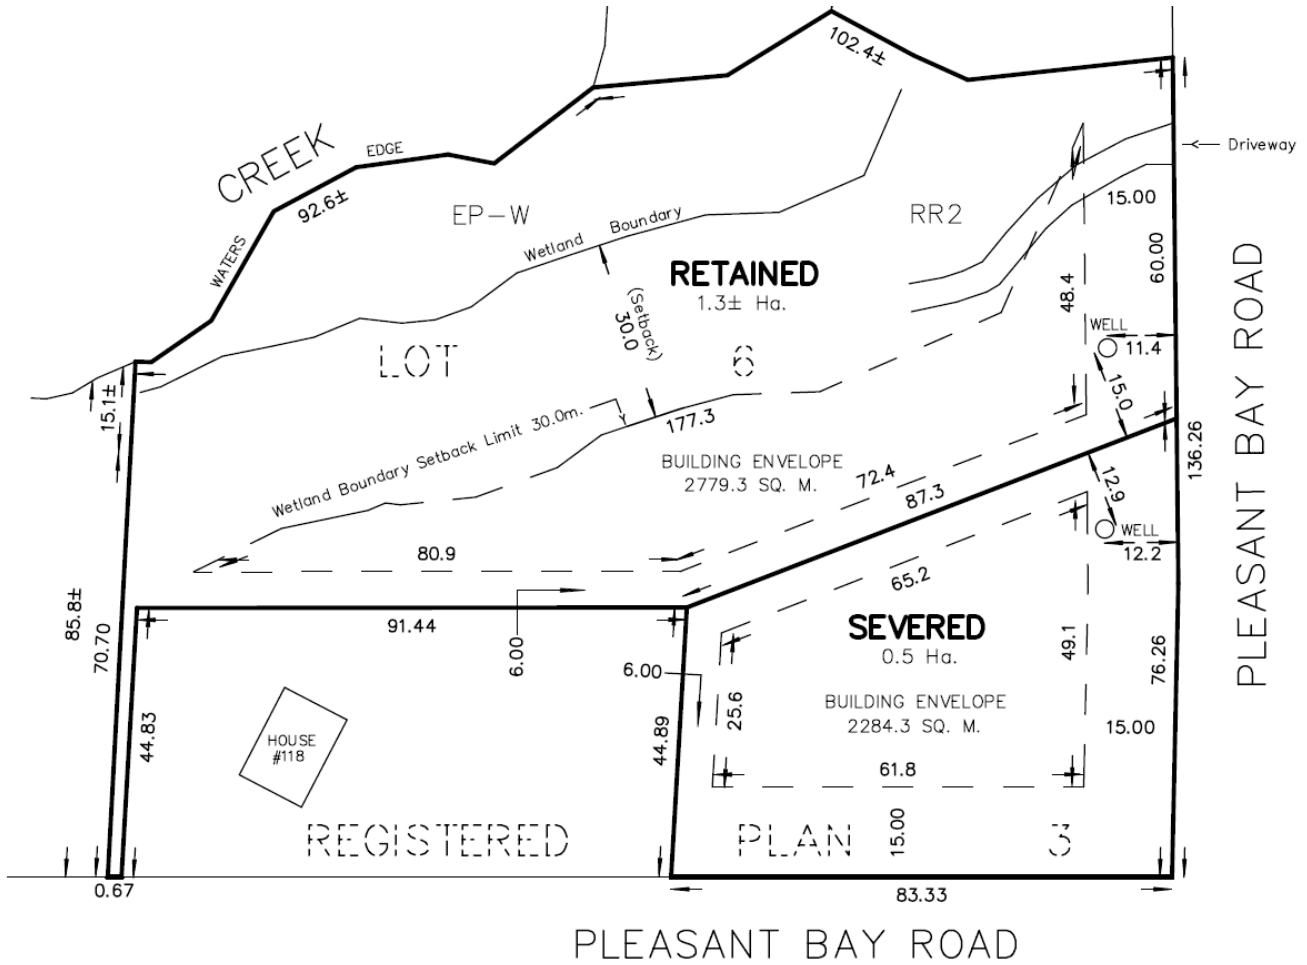 102.4±
CREEK
EDGE
WATERS
92.6±
Driveway
EP-W
RR2
15.00
Wetland Boundary
RETAINED
1.3± Ha.
(Setback)
30.0
48.4
60.00
PLEASANT BAY ROAD
WELL
11.4
LOT 6
15.0
15.1±
Wetland Boundary Setback Limit 30.0m.
177.3
136.26
BUILDING ENVELOPE
2779.3 SQ. M.
72.4
87.3
12.9
WELL
12.2
80.9
65.2
85.8±
70.70
91.44
6.00
SEVERED
0.5 Ha.
49.1
76.26
6.00
25.6
BUILDING ENVELOPE
2284.3 SQ. M.
15.00
44.83
HOUSE
#118
44.89
61.8
REGISTERED PLAN 3
15.00
0.67
83.33
PLEASANT BAY ROAD